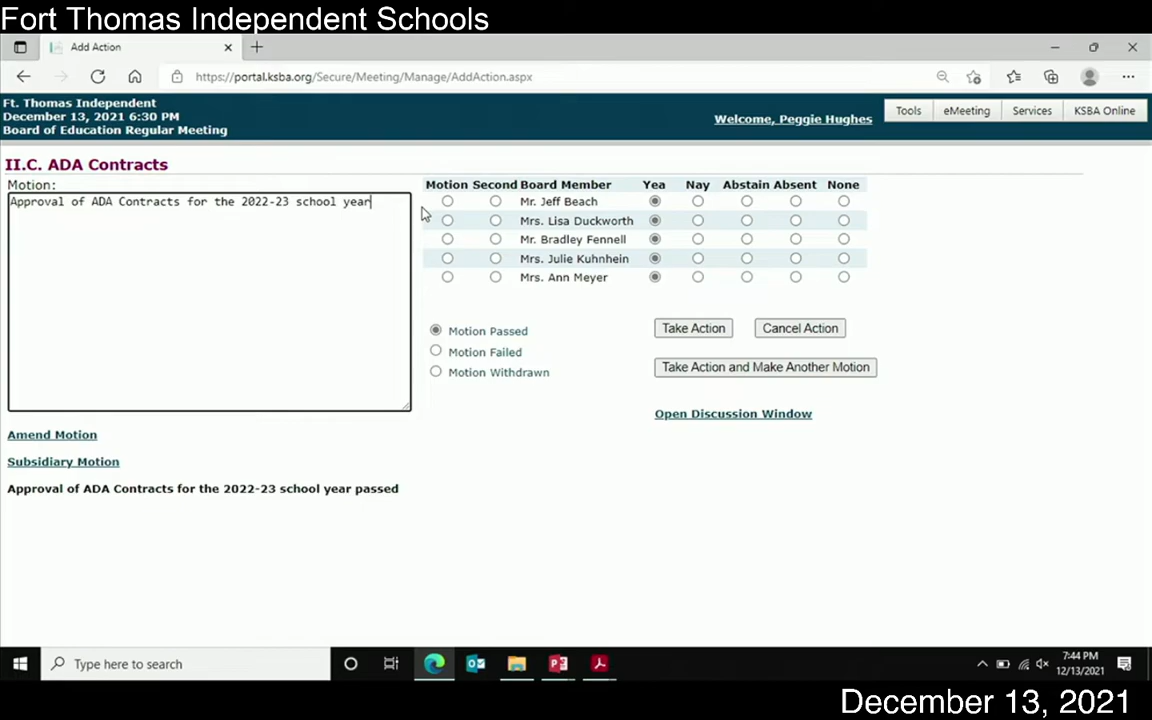 Fort Thomas Independent Schools
Add Action
https://portal.ksba.org/Secure/Meeting/Manage/AddAction.aspx
Ft. Thomas Independent
December 13, 2021 6:30 PM
Board of Education Regular Meeting
Welcome, Peggie Hughes
Tools eMeeting Services KSBA Online
II.C. ADA Contracts
Motion:
Approval of ADA Contracts for the 2022-23 school year
Motion Second Board Member Yea Nay Abstain Absent None
Mr. Jeff Beach
Mrs. Lisa Duckworth
Mr. Bradley Fennell
Mrs. Julie Kuhnhein
Mrs. Ann Meyer
Motion Passed
Motion Failed
Motion Withdrawn
Take Action Cancel Action
Take Action and Make Another Motion
Open Discussion Window
Amend Motion
Subsidiary Motion
Approval of ADA Contracts for the 2022-23 school year passed
Type here to search
7:44 PM
12/13/2021
December 13, 2021